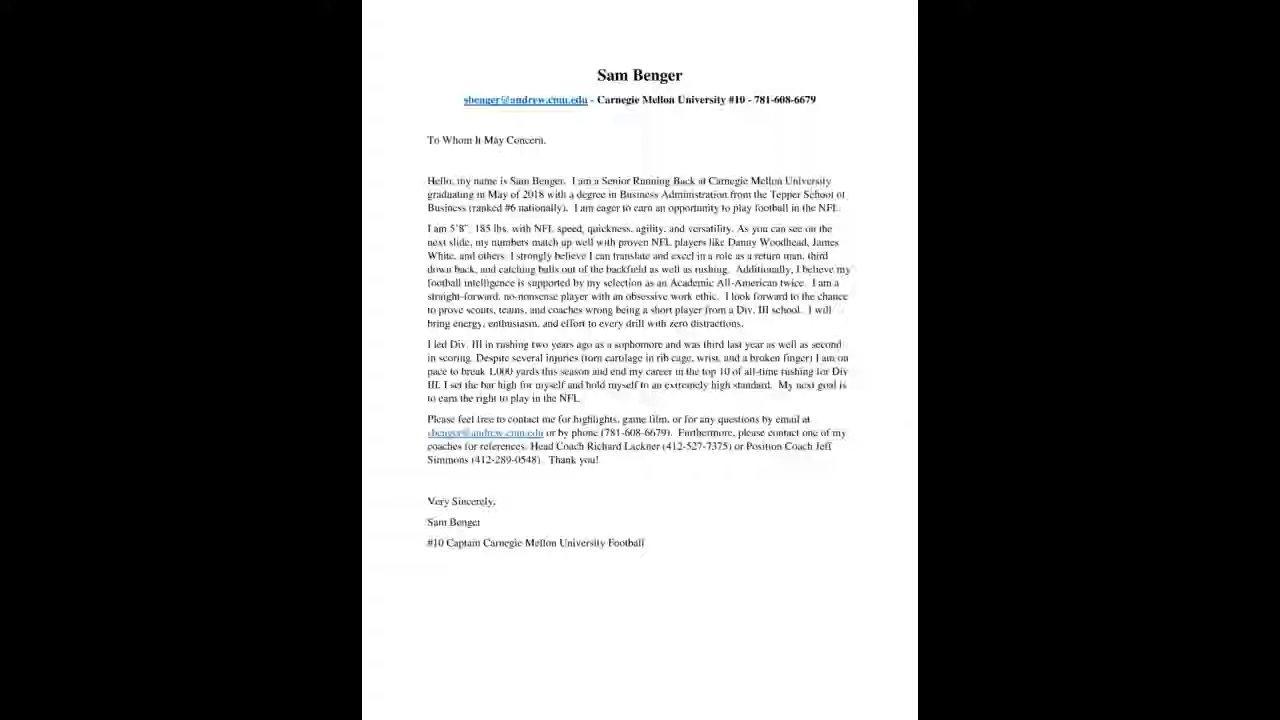 Sam Benger
sbenger@andrew.cmu.edu - Carnegie Mellon University #10 - 781-608-6679
To Whom It May Concern,
Hello, my name is Sam Benger. I am a Senior Running Back at Carnegie Mellon University
graduating in May of 2018 with a degree in Business Administration from the Tepper School of
Business (ranked #6 nationally). I am eager to earn an opportunity to play football in the NFL.
I am 5'8", 185 lbs. with NFL speed, quickness, agility, and versatility. As you can see on the
next slide, my numbers match up well with proven NFL players like Danny Woodhead, James
White, and others. I strongly believe I can translate and excel in a role as a return man, third
down back, and catching balls out of the backfield as well as rushing. Additionally, I believe my
football intelligence is supported by my selection as an Academic All-American twice. I am a
straight-forward, no-nonsense player with an obsessive work ethic. I look forward to the chance
to prove scouts, teams, and coaches wrong being a short player from a Div. III school. I will
bring energy, enthusiasm, and effort to every drill with zero distractions.
I led Div. III in rushing two years ago as a sophomore and was third last year as well as second
in scoring. Despite several injuries (torn cartilage in rib cage, wrist, and a broken finger) I am on
pace to break 1,000 yards this season and end my career in the top 10 of all-time rushing for Div
III. I set the bar high for myself and hold myself to an extremely high standard. My next goal is
to earn the right to play in the NFL.
Please feel free to contact me for highlights, game film, or for any questions by email at
sbenger@andrew.cmu.edu or by phone (781-608-6679). Furthermore, please contact one of my
coaches for references: Head Coach Richard Lackner (412-527-7375) or Position Coach Jeff
Simmons (412-289-0548). Thank you!
Very Sincerely,
Sam Benger
#10 Captain Carnegie Mellon University Football